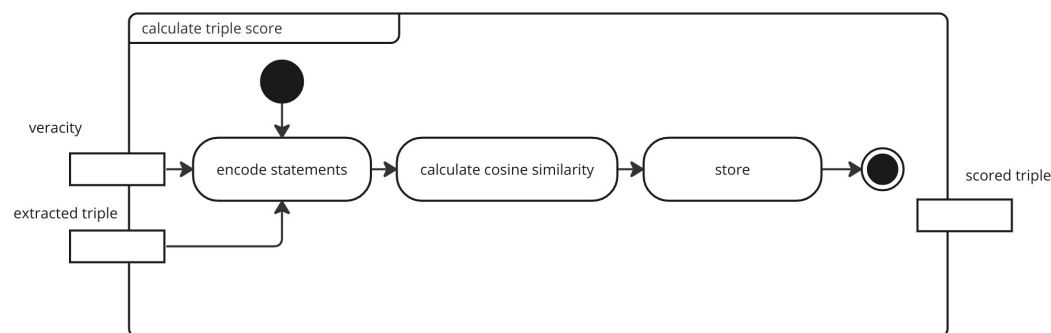 calculate triple score
veracity
encode statements
calculate cosine similarity
store
scored triple
extracted triple